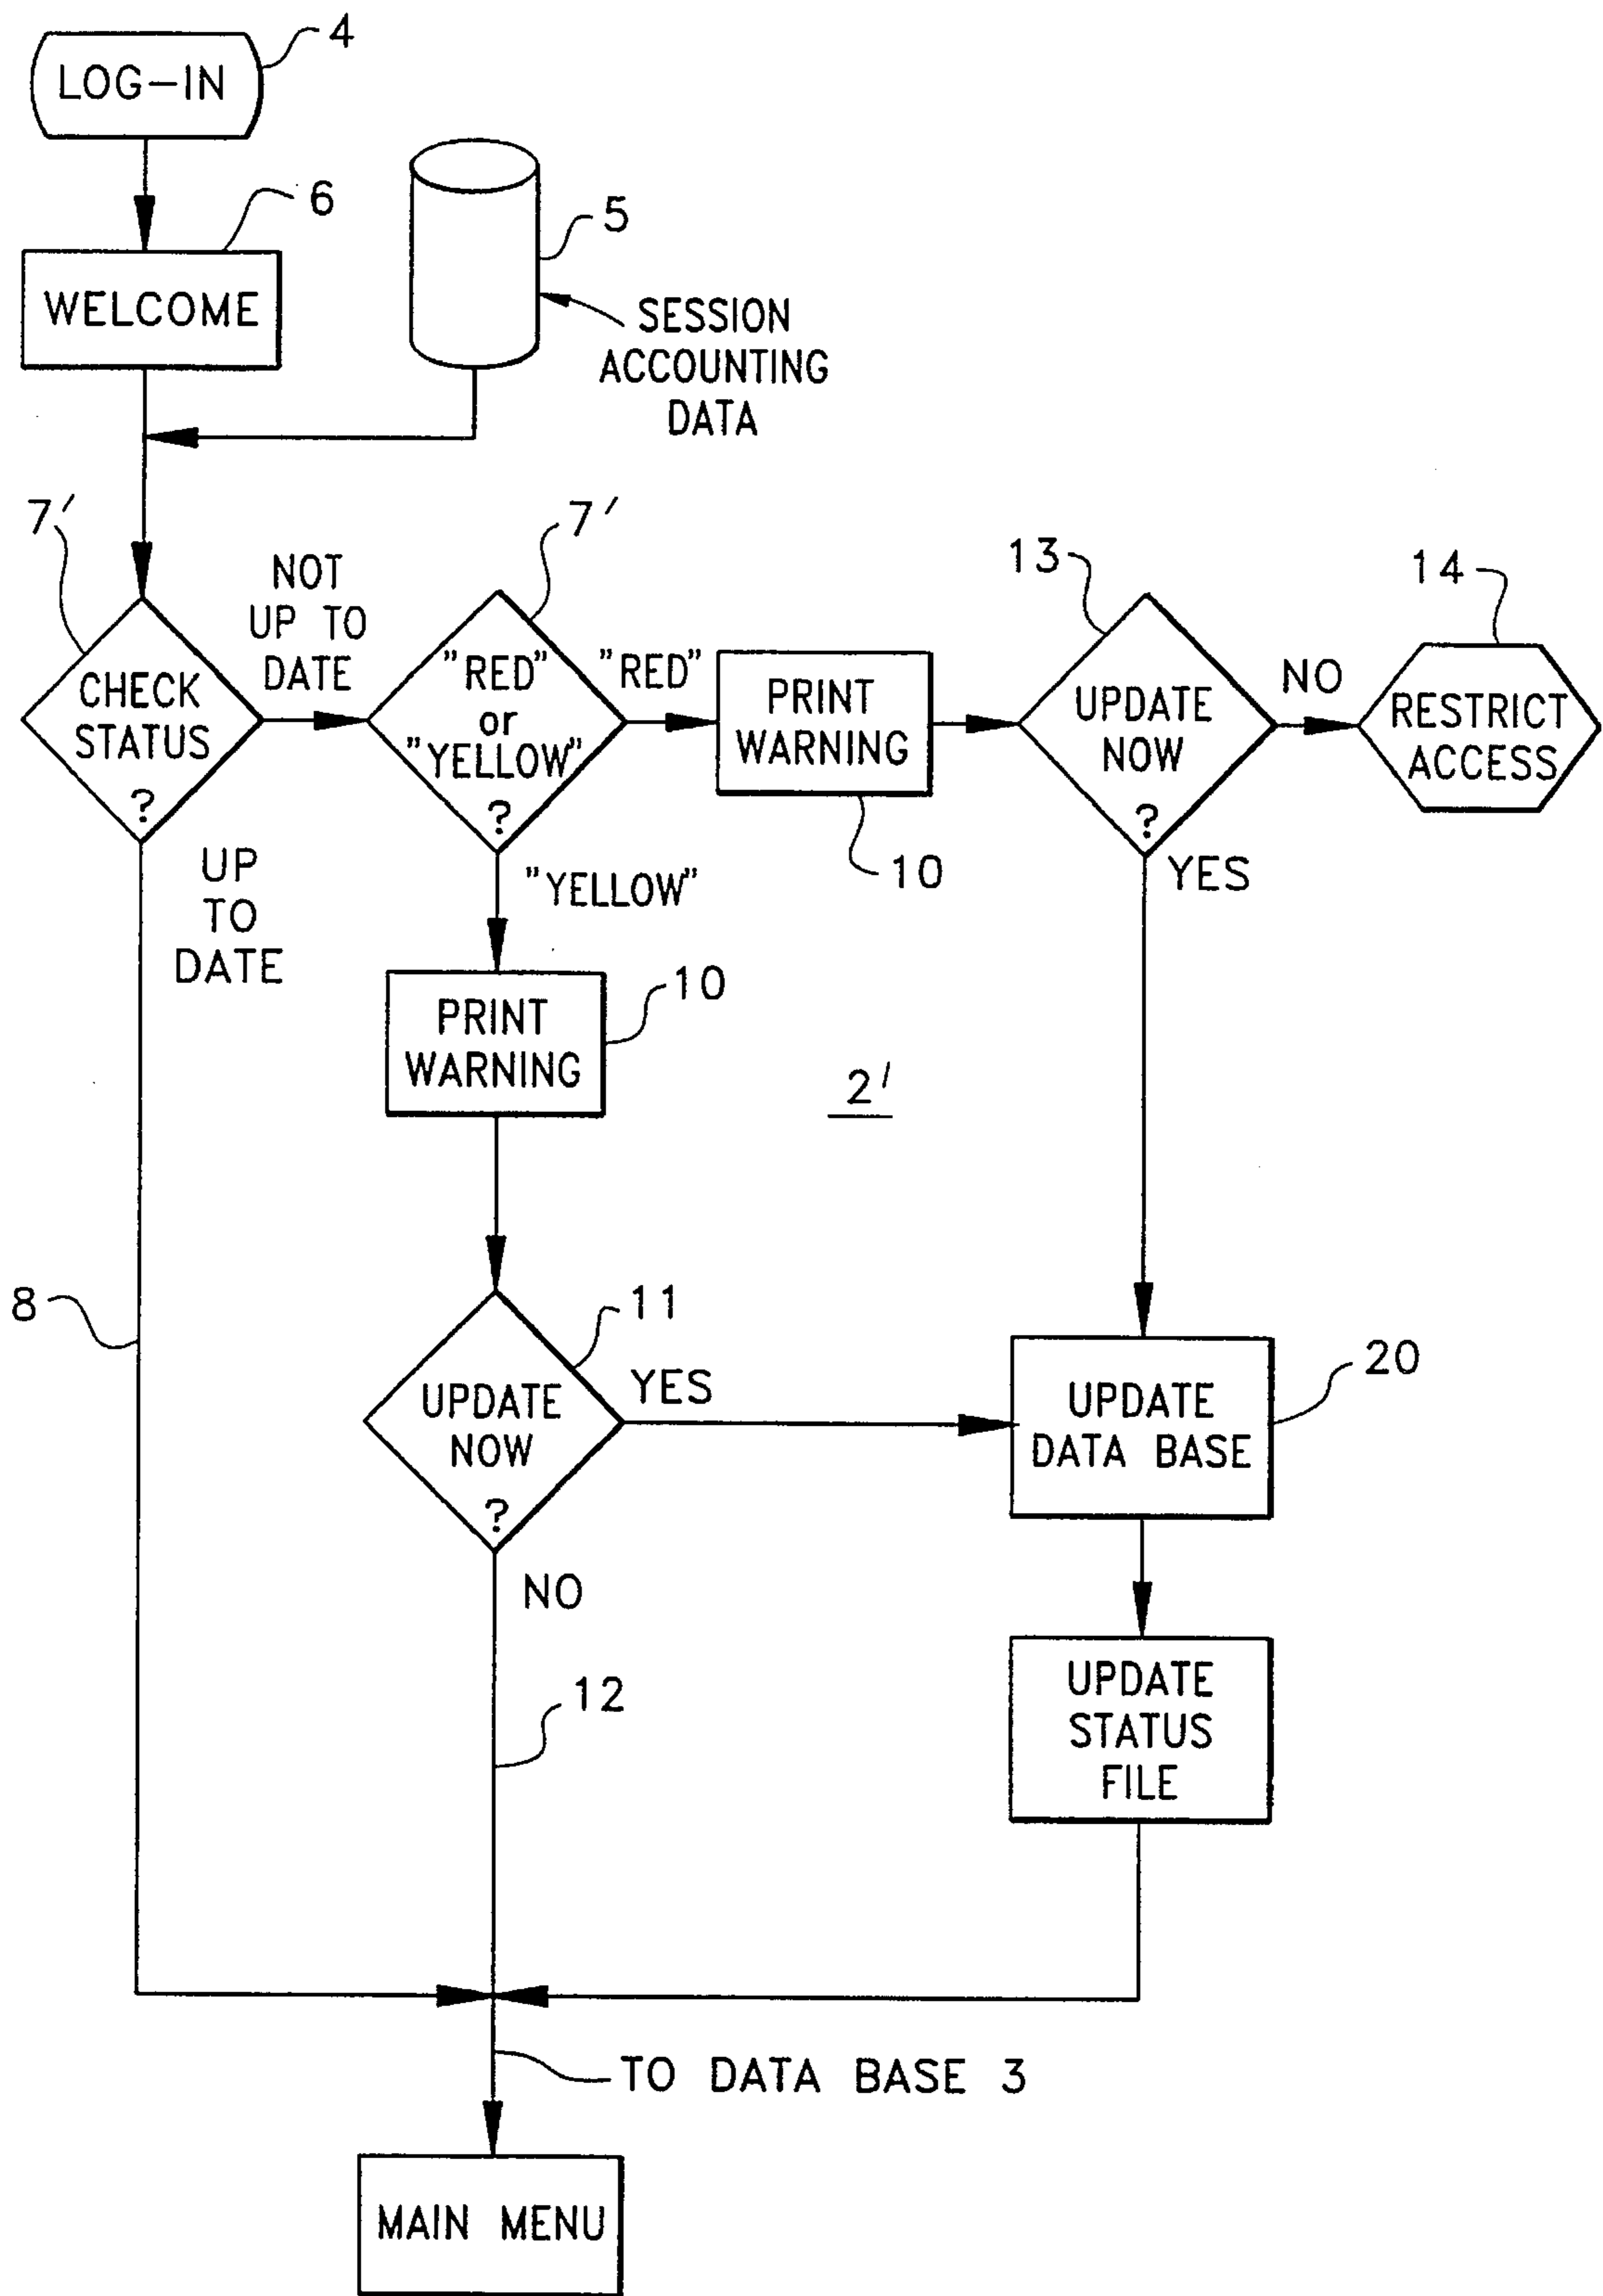 4
LOG-IN
6
WELCOME
5
SESSION
ACCOUNTING
DATA
7'
CHECK
STATUS
?
NOT
UP TO
DATE
UP
TO
DATE
7'
"RED"
or
"YELLOW"
?
"RED"
"YELLOW"
PRINT
WARNING
10
13
UPDATE
NOW
?
NO
YES
14
RESTRICT
ACCESS
PRINT
WARNING
10
2'
8
11
UPDATE
NOW
?
YES
NO
20
UPDATE
DATA BASE
12
UPDATE
STATUS
FILE
TO DATA BASE 3
MAIN MENU